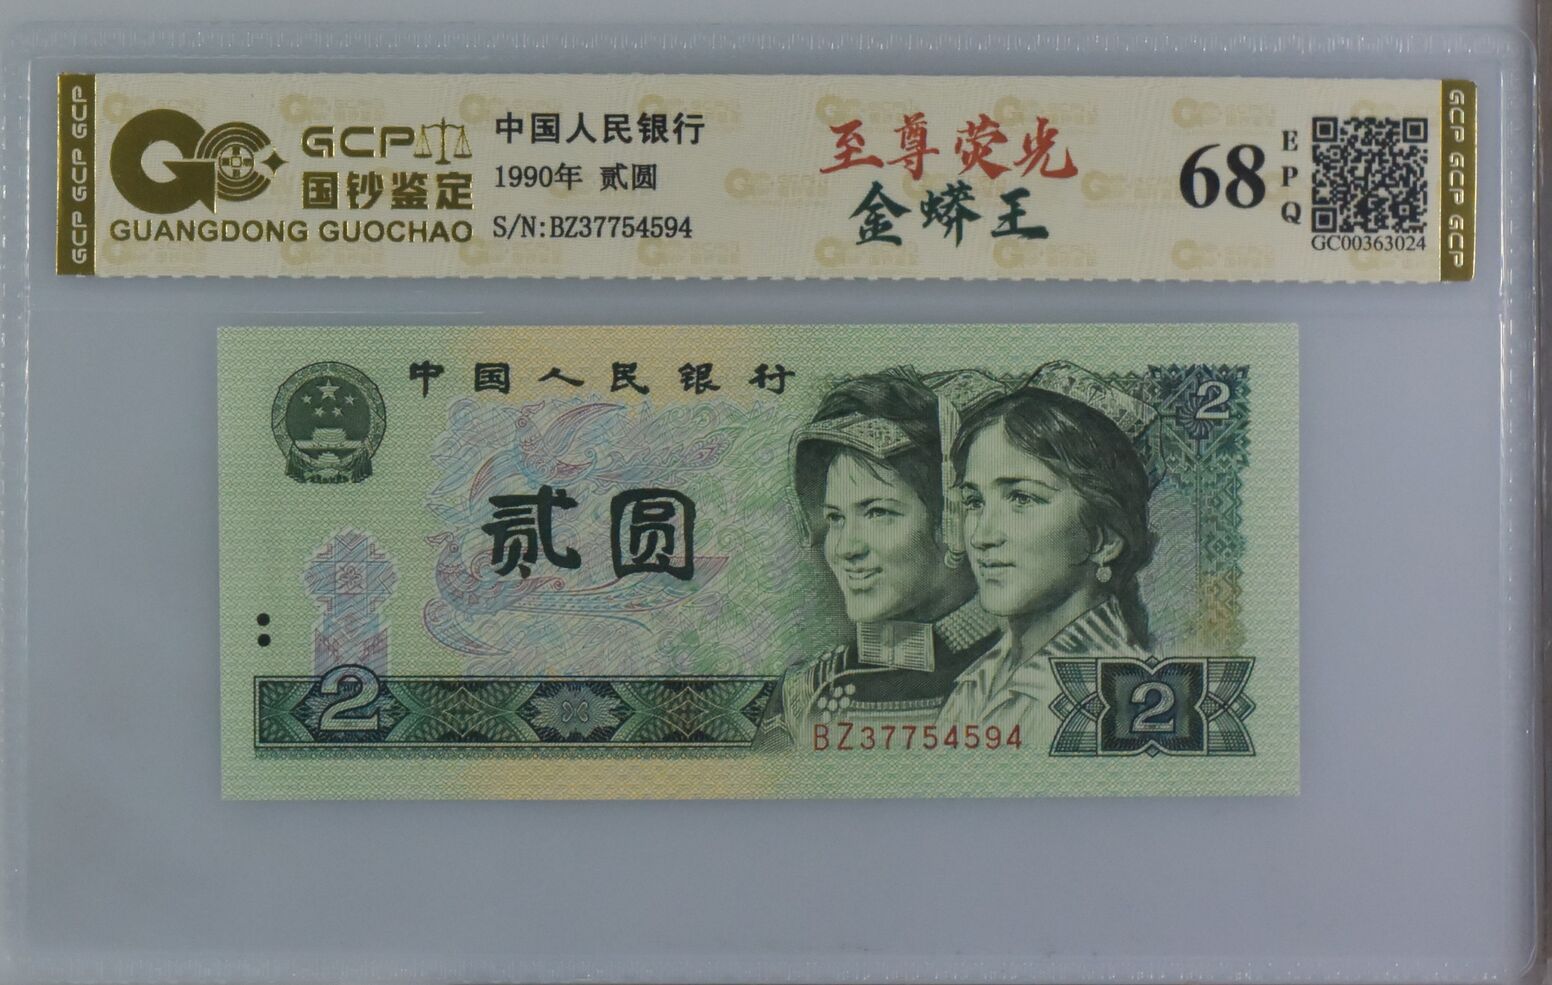 GCP GCP GCP
GCP
国钞鉴定
GUANGDONG GUOCHAO
中国人民银行
1990年 贰圆
S/N:BZ37754594
至尊荧光
金蟒王
68
EPQ
GC00363024
GCP GCP GCP
中国人民银行
2
贰圆
2
BZ37754594
2